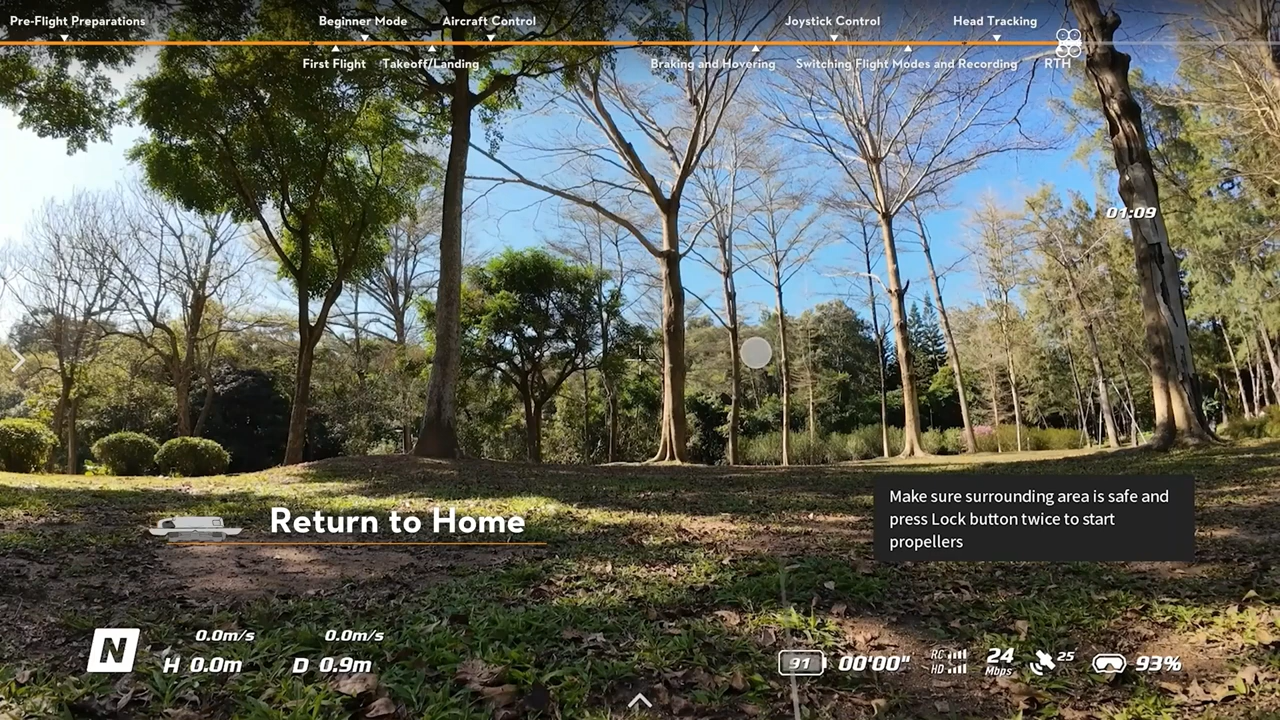 Pre-Flight Preparations
Beginner Mode
Aircraft Control
Joystick Control
Head Tracking
First Flight
Takeoff/Landing
Braking and Hovering
Switching Flight Modes and Recording
RTH
01:09
Make sure surrounding area is safe and
press Lock button twice to start
propellers
Return to Home
N
0.0m/s
0.0m/s
H 0.0m
D 0.9m
91
00'00"
RC
HD
24
Mbps
25
93%